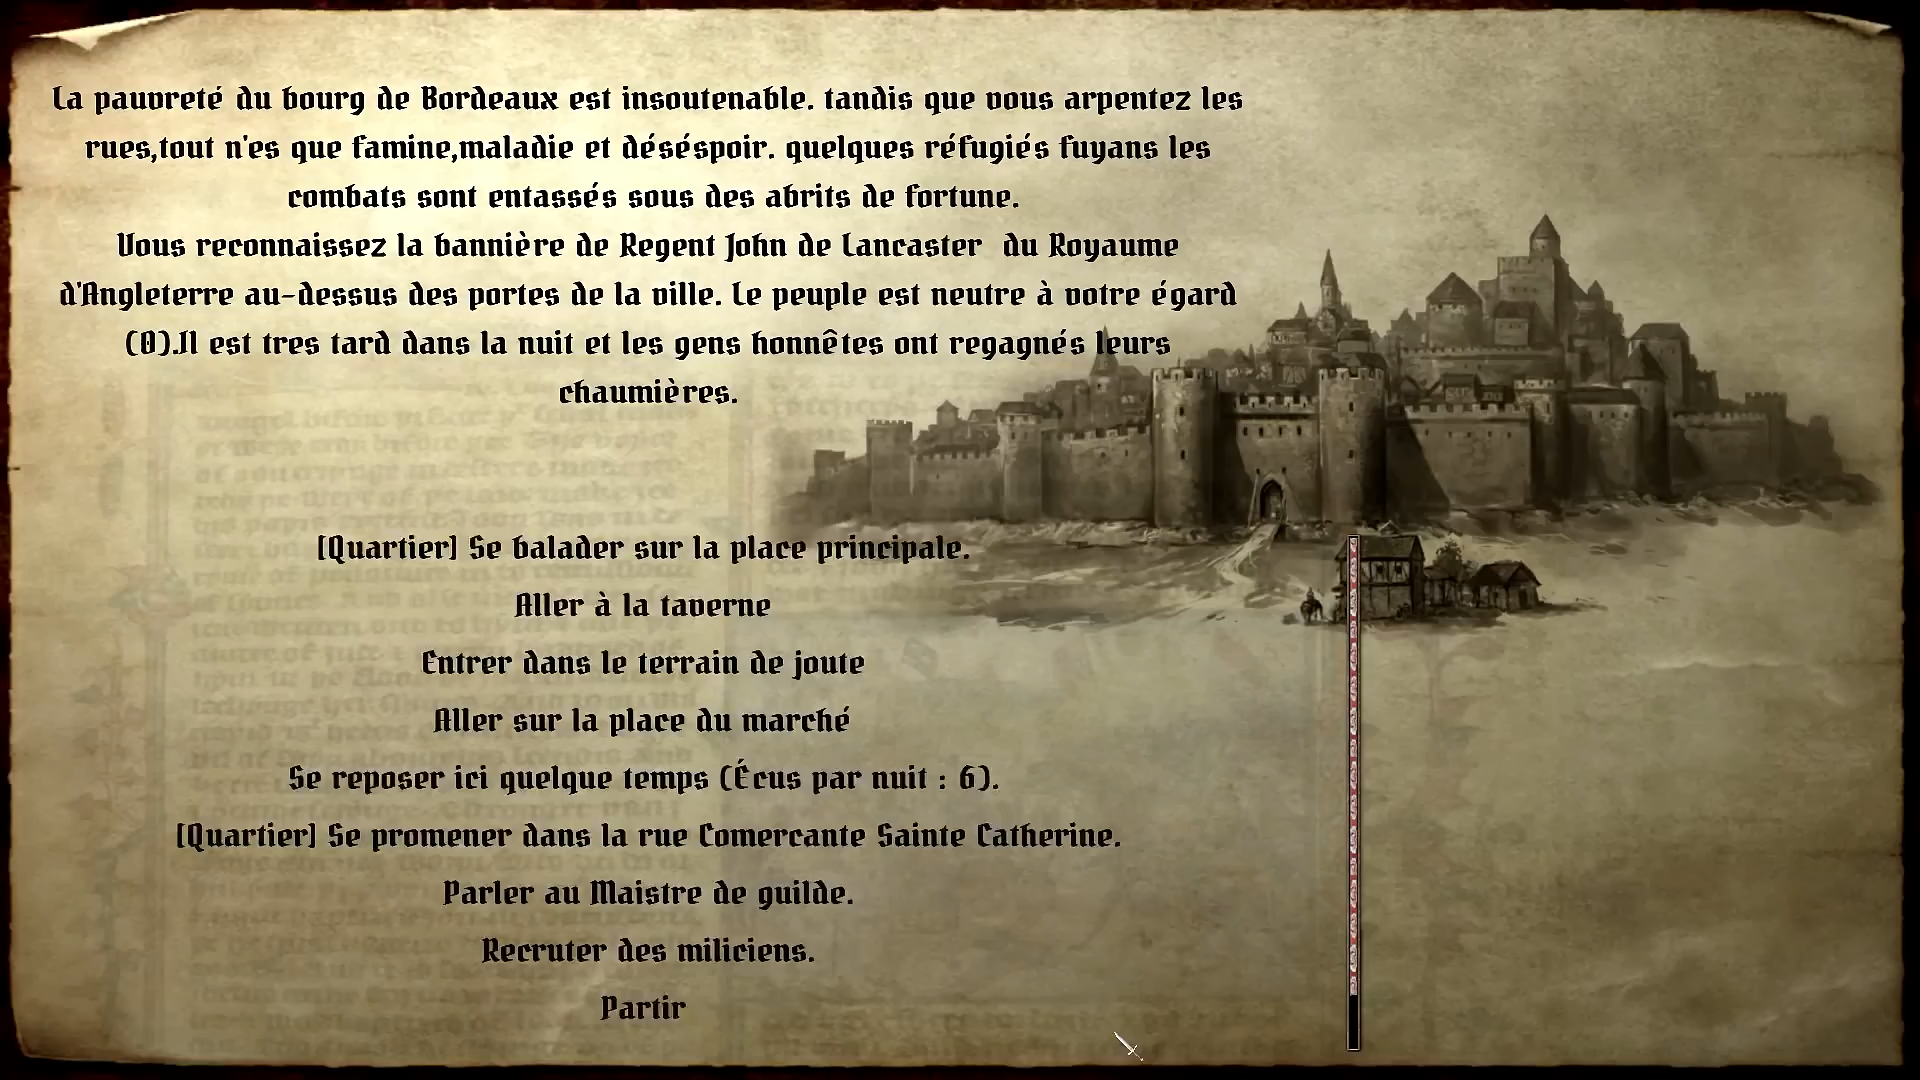 La pauvreté du bourg de Bordeaux est insoutenable. tandis que vous arpentez les
rues,tout n'es que famine,maladie et déséspoir. quelques réfugiés fuyans les
combats sont entassés sous des abrits de fortune.
Vous reconnaissez la bannière de Regent John de Lancaster du Royaume
d'Angleterre au-dessus des portes de la ville. Le peuple est neutre à votre égard
(0).Il est tres tard dans la nuit et les gens honnêtes ont regagnés leurs
chaumières.
[Quartier] Se balader sur la place principale.
Aller à la taverne
Entrer dans le terrain de joute
Aller sur la place du marché
Se reposer ici quelque temps (Écus par nuit : 6).
[Quartier] Se promener dans la rue Comercante Sainte Catherine.
Parler au Maistre de guilde.
Recruter des miliciens.
Partir